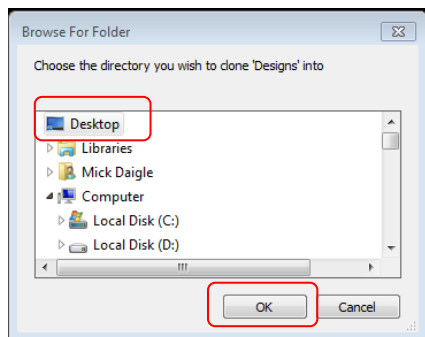 Browse For Folder
Choose the directory you wish to clone 'Designs' into
Desktop
Libraries
Mick Daigle
Computer
Local Disk (C:)
Local Disk (D:)
OK Cancel